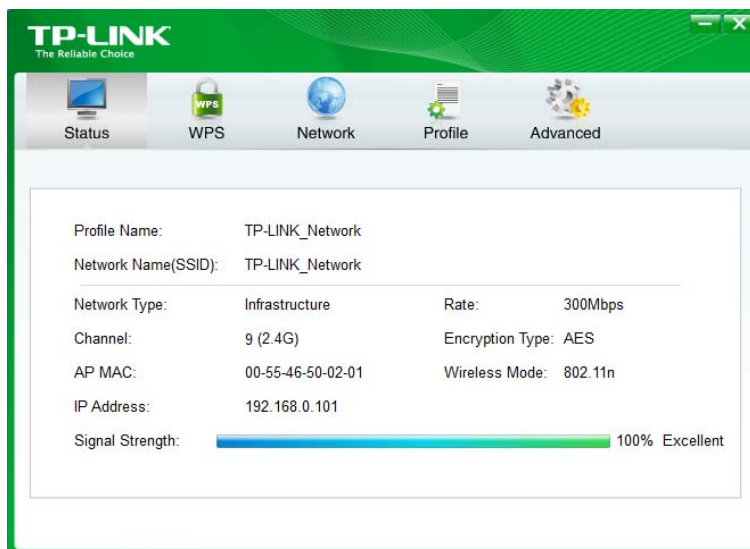 TP-LINK
The Reliable Choice
Status WPS Network Profile Advanced
WPS
Profile Name: TP-LINK_Network
Network Name(SSID): TP-LINK_Network
Network Type: Infrastructure Rate: 300Mbps
Channel: 9 (2.4G) Encryption Type: AES
AP MAC: 00-55-46-50-02-01 Wireless Mode: 802.11n
IP Address: 192.168.0.101
Signal Strength: 100% Excellent